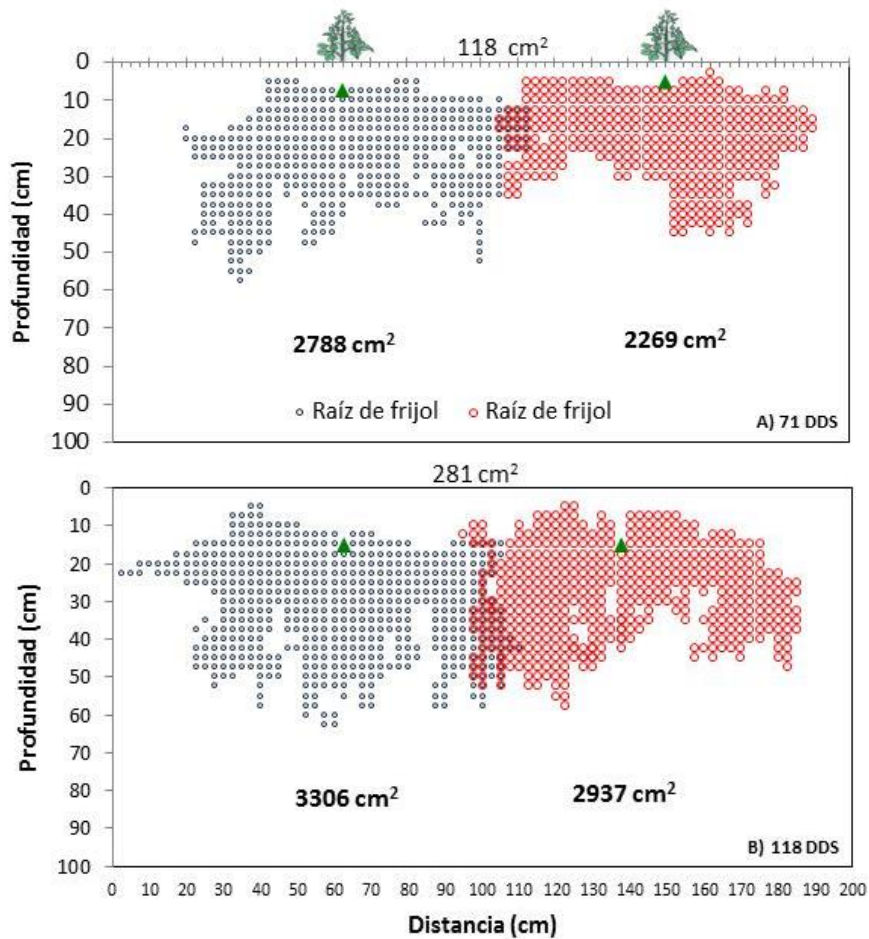 118 cm²
Profundidad (cm)
0
10
20
30
40
50
60
70
80
90
100
2788 cm²
2269 cm²
Raíz de frijol
Raíz de frijol
A) 71 DDS
281 cm²
Profundidad (cm)
0
10
20
30
40
50
60
70
80
90
100
3306 cm²
2937 cm²
B) 118 DDS
0 10 20 30 40 50 60 70 80 90 100 110 120 130 140 150 160 170 180 190 200
Distancia (cm)